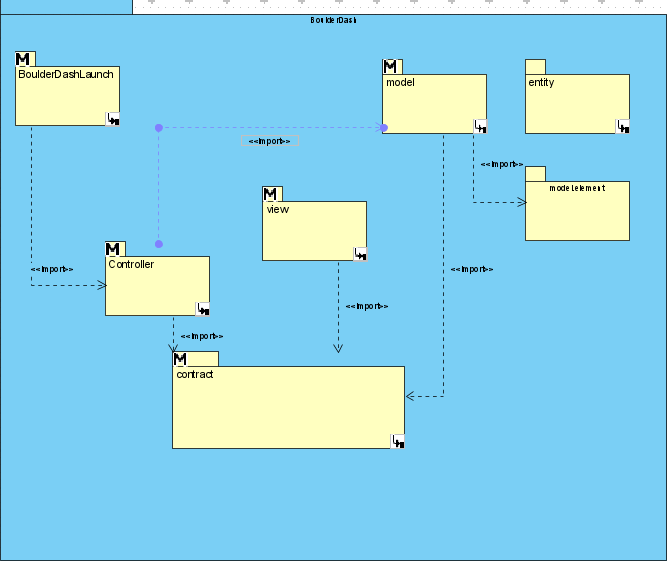 BoulderDash
M
BoulderDashLaunch
M
model
entity
<<import>>
<<import>>
modelelement
M
view
M
Controller
<<import>>
<<import>>
<<import>>
<<import>>
M
contract